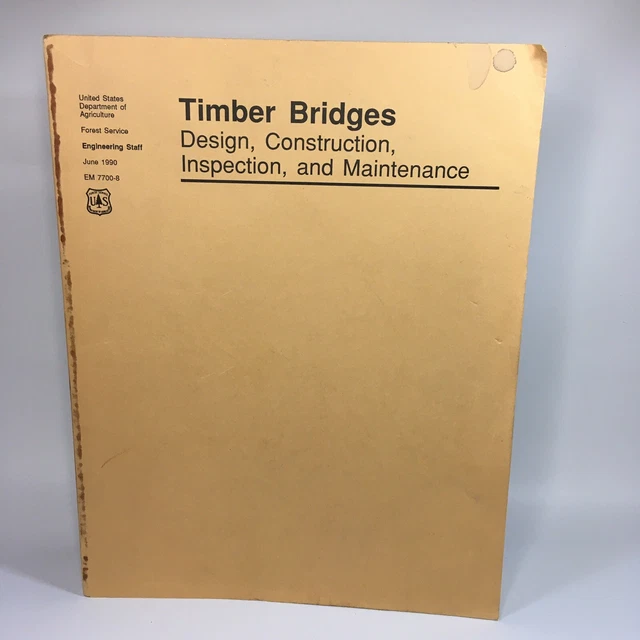 United States
Department of
Agriculture
Forest Service
Engineering Staff
June 1990
EM 7700-8
US
Timber Bridges
Design, Construction,
Inspection, and Maintenance